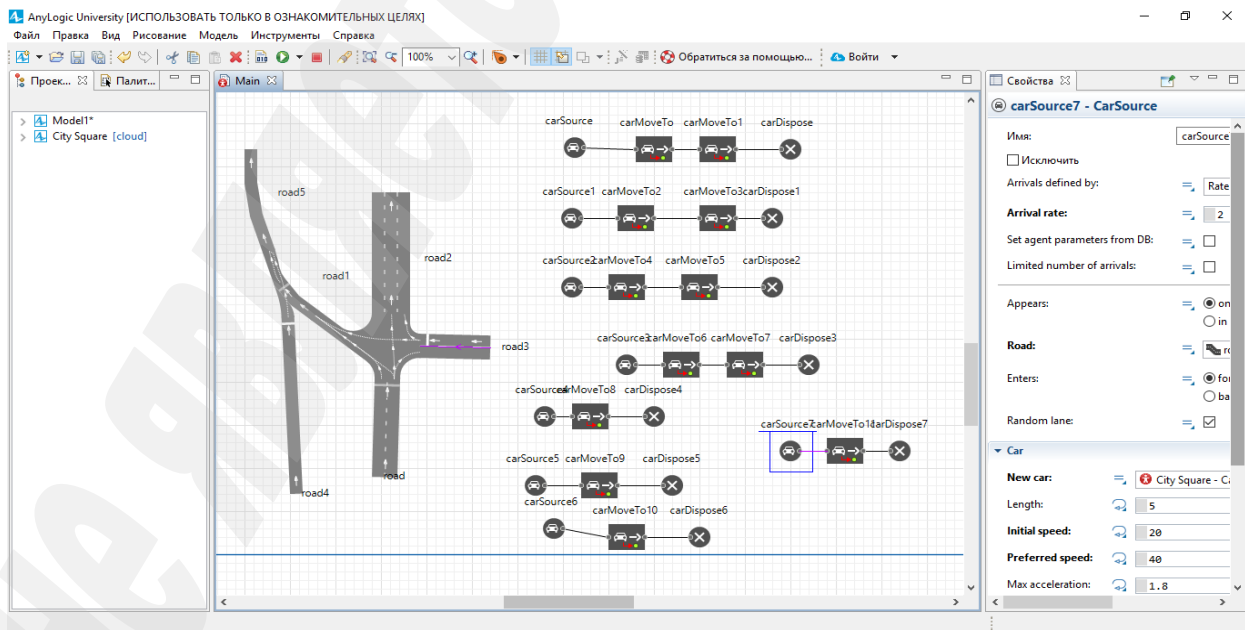 AnyLogic University [ИСПОЛЬЗОВАТЬ ТОЛЬКО В ОЗНАКОМИТЕЛЬНЫХ ЦЕЛЯХ]
Файл Правка Вид Рисование Модель Инструменты Справка
100% Обратиться за помощью... Войти
Проек... Палит... Main Свойства
Model1*
City Square [cloud]
carSource7 - CarSource
Имя: carSource
Исключить
Arrivals defined by: Rate
Arrival rate: 2
Set agent parameters from DB:
Limited number of arrivals:
Appears: on
in
Road:
Enters: fo
ba
Random lane:
Car
New car: City Square - Ca
Length: 5
Initial speed: 20
Preferred speed: 40
Max acceleration: 1.8
road5
road1
road2
road3
road4
road
carSource carMoveTo carMoveTo1 carDispose
carSource1 carMoveTo2 carMoveTo3 carDispose1
carSource2 carMoveTo4 carMoveTo5 carDispose2
carSource3 carMoveTo6 carMoveTo7 carDispose3
carSource4 carMoveTo8 carDispose4
carSource7 carMoveTo11 carDispose7
carSource5 carMoveTo9 carDispose5
carSource6 carMoveTo10 carDispose6